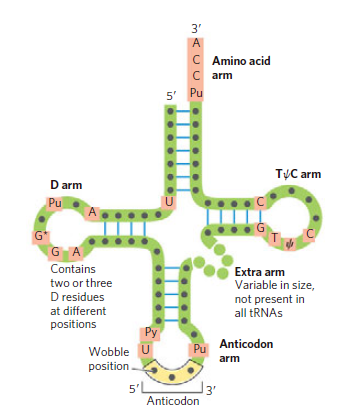 3′
A
C
C
Pu
Amino acid
arm
5′
TψC arm
D arm
Pu
A
U
C
G*
G
A
G
T
ψ
C
Contains
two or three
D residues
at different
positions
Extra arm
Variable in size,
not present in
all tRNAs
Py
U
Pu
Anticodon
arm
Wobble
position
5′
3′
Anticodon